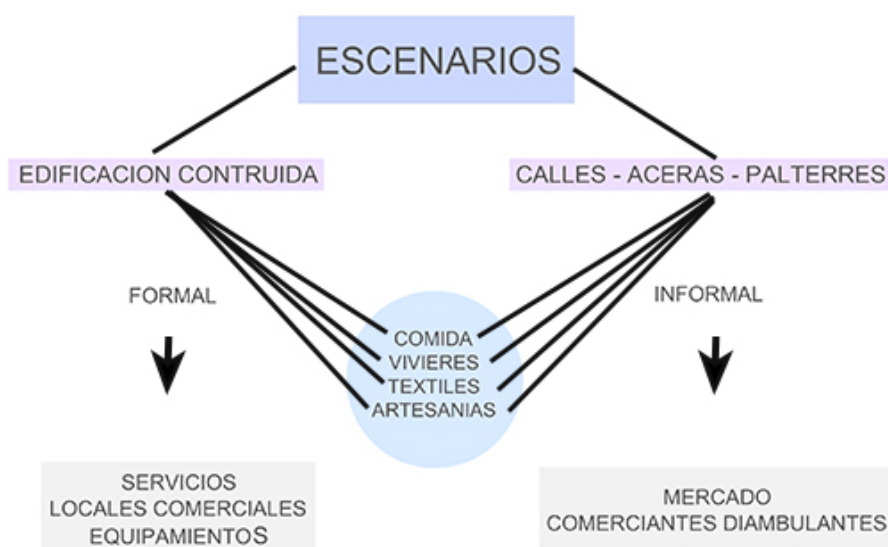 ESCENARIOS
EDIFICACION CONTRUIDA
CALLES - ACERAS - PALTERRES
FORMAL
INFORMAL
COMIDA
VIVIERES
TEXTILES
ARTESANIAS
SERVICIOS
LOCALES COMERCIALES
EQUIPAMIENTOS
MERCADO
COMERCIANTES DIAMBULANTES